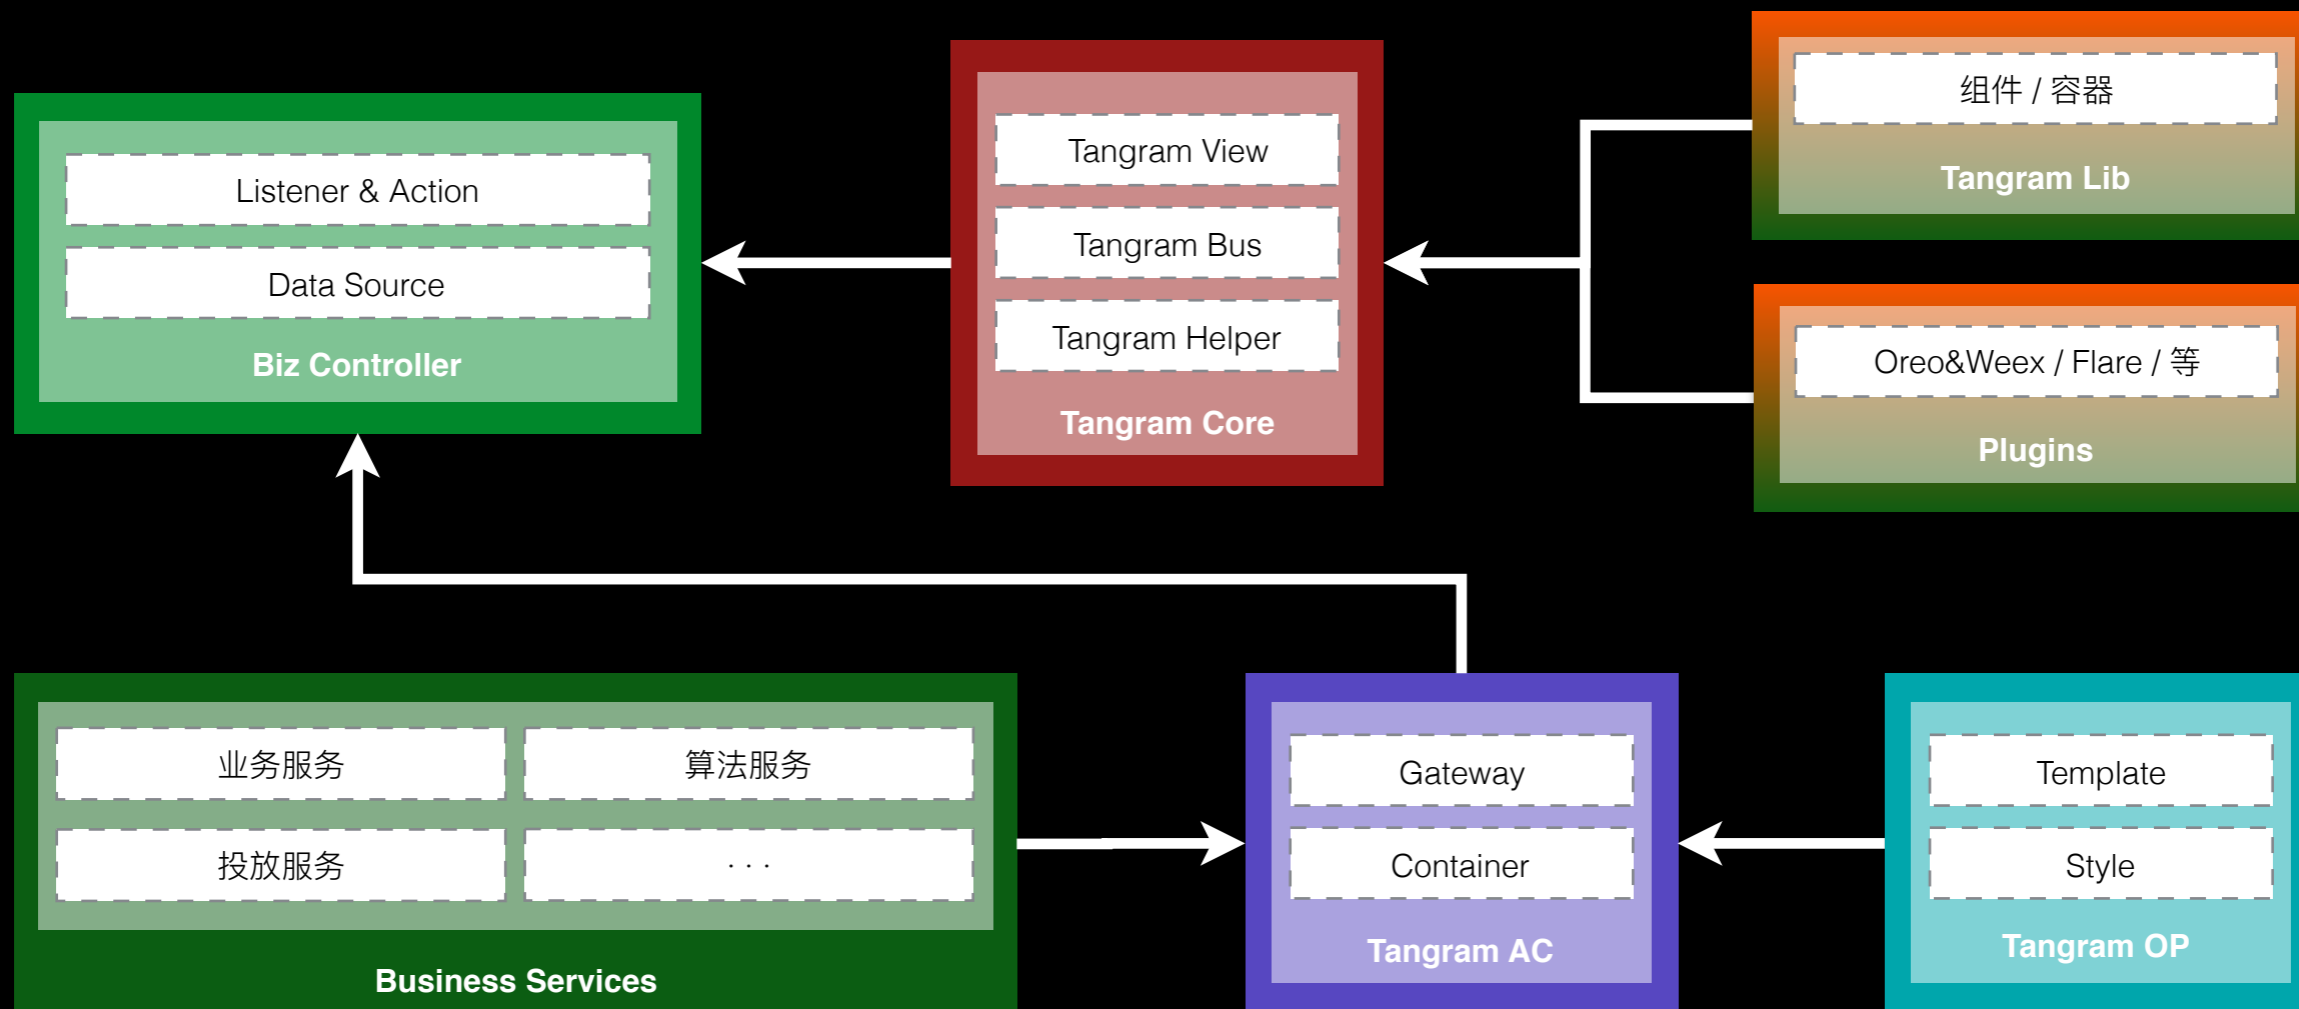 Listener & Action
Data Source
Biz Controller
Tangram View
Tangram Bus
Tangram Helper
Tangram Core
组件 / 容器
Tangram Lib
Oreo&Weex / Flare / 等
Plugins
业务服务
算法服务
投放服务
· · ·
Business Services
Gateway
Container
Tangram AC
Template
Style
Tangram OP